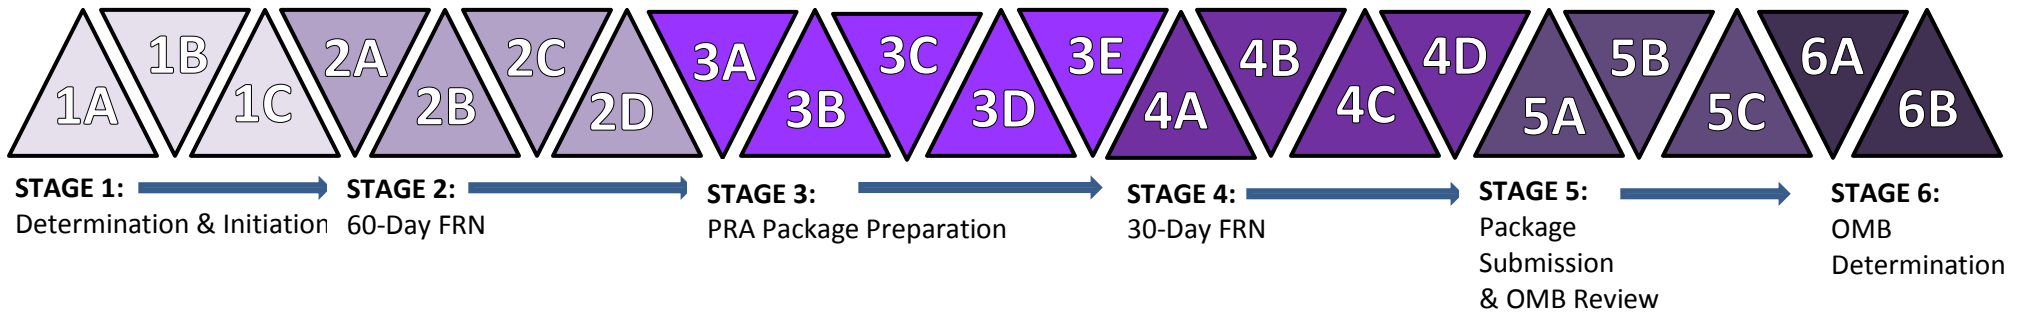 1A 1B 1C 2A 2B 2C 2D 3A 3B 3C 3D 3E 4A 4B 4C 4D 5A 5B 5C 6A 6B
STAGE 1:
Determination & Initiation
STAGE 2:
60-Day FRN
STAGE 3:
PRA Package Preparation
STAGE 4:
30-Day FRN
STAGE 5:
Package
Submission
& OMB Review
STAGE 6:
OMB
Determination